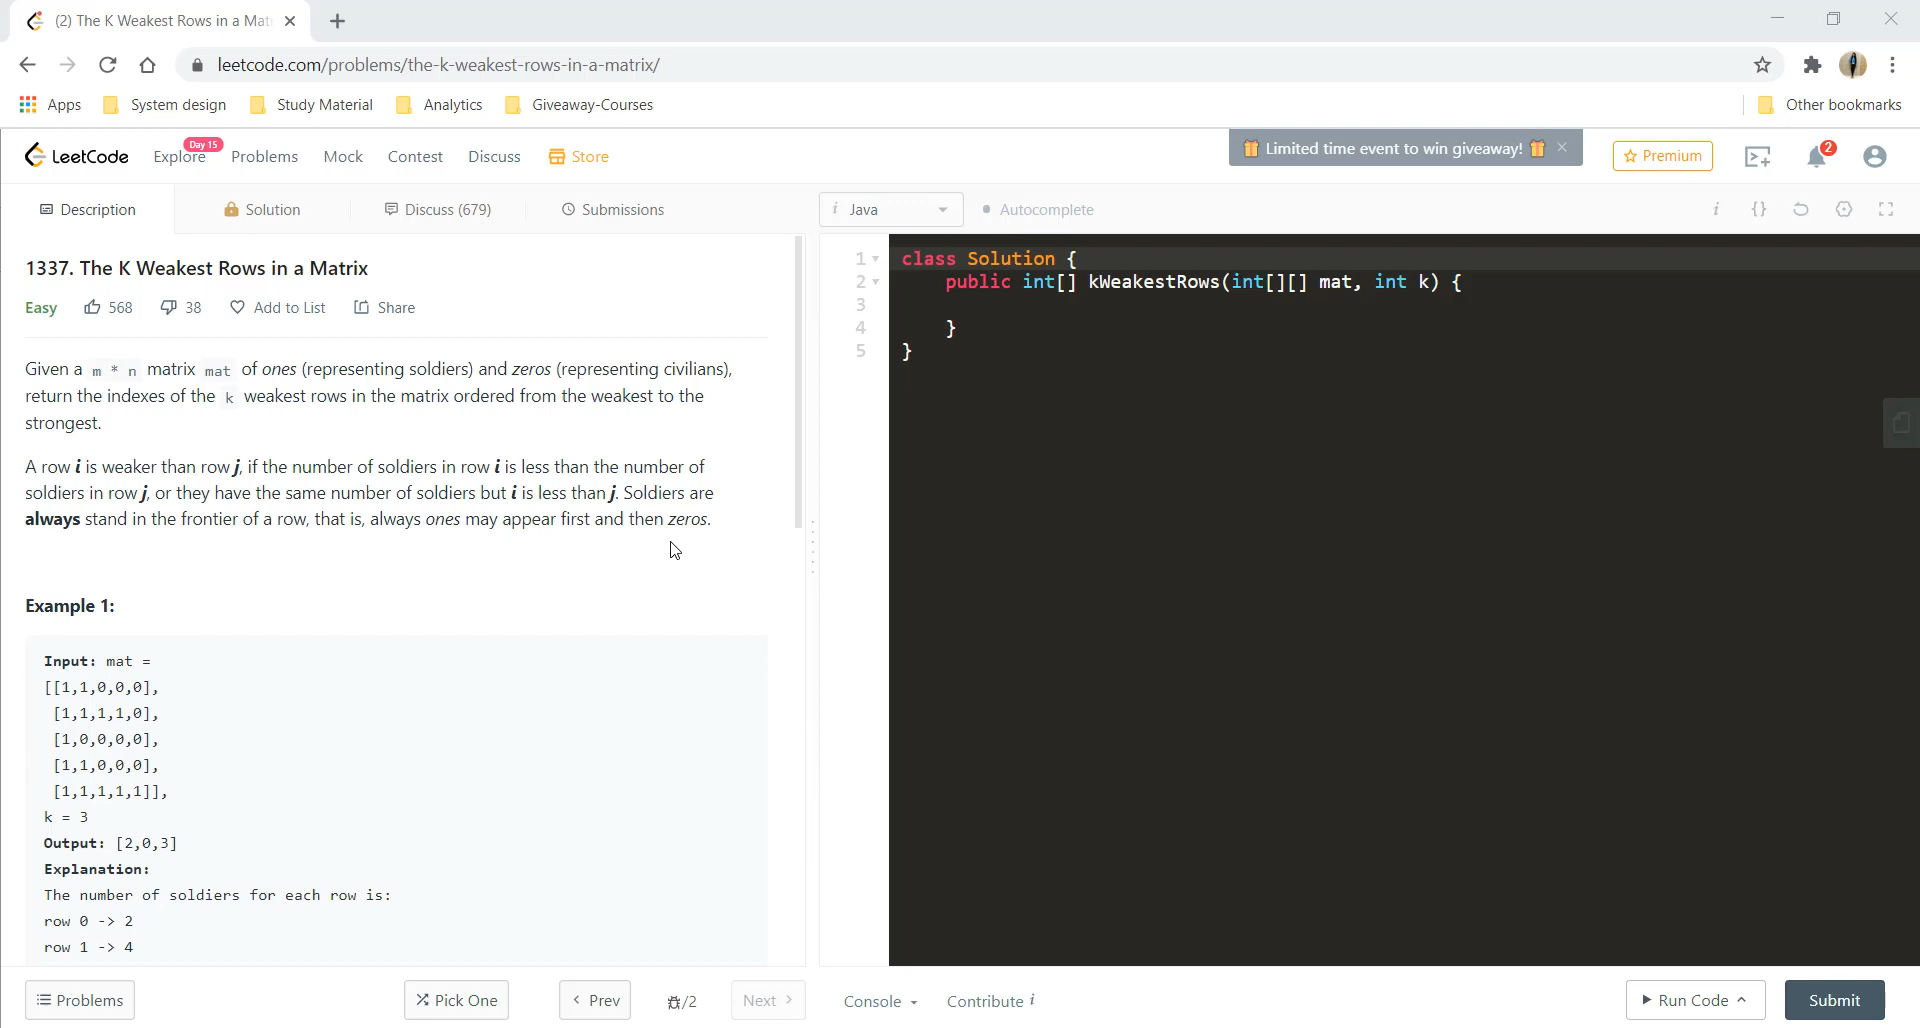 (2) The K Weakest Rows in a Mat
leetcode.com/problems/the-k-weakest-rows-in-a-matrix/
Apps System design Study Material Analytics Giveaway-Courses Other bookmarks
LeetCode Explore Day 15 Problems Mock Contest Discuss Store Limited time event to win giveaway! Premium 2
Description Solution Discuss (679) Submissions
i Java Autocomplete i {}
1337. The K Weakest Rows in a Matrix
Easy 568 38 Add to List Share
Given a m * n matrix mat of ones (representing soldiers) and zeros (representing civilians),
return the indexes of the k weakest rows in the matrix ordered from the weakest to the
strongest.
A row i is weaker than row j, if the number of soldiers in row i is less than the number of
soldiers in row j, or they have the same number of soldiers but i is less than j. Soldiers are
always stand in the frontier of a row, that is, always ones may appear first and then zeros.
Example 1:
Input: mat =
[[1,1,0,0,0],
[1,1,1,1,0],
[1,0,0,0,0],
[1,1,0,0,0],
[1,1,1,1,1]],
k = 3
Output: [2,0,3]
Explanation:
The number of soldiers for each row is:
row 0 -> 2
row 1 -> 4
1 class Solution {
2 public int[] kWeakestRows(int[][] mat, int k) {
3
4 }
5 }
Problems Pick One < Prev /2 Next > Console Contribute i Run Code Submit